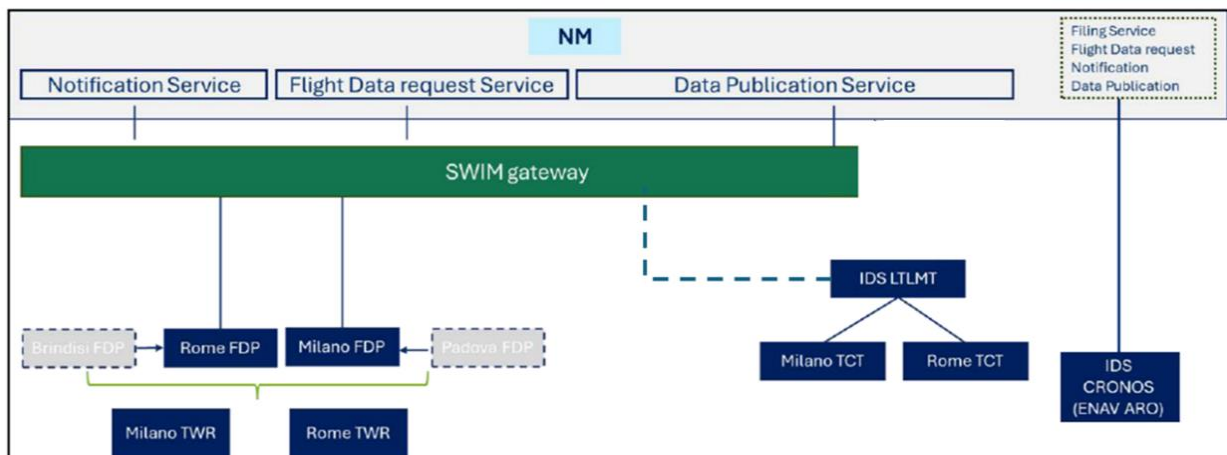 NM
Filing Service
Flight Data request
Notification
Data Publication
Notification Service
Flight Data request Service
Data Publication Service
SWIM gateway
IDS LTLMT
Brindisi FDP
Rome FDP
Milano FDP
Padova FDP
Milano TCT
Rome TCT
IDS
CRONOS
(ENAV ARO)
Milano TWR
Rome TWR